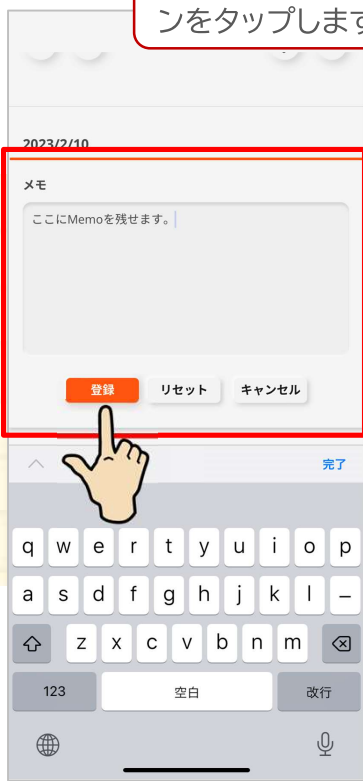 ンをタップします
2023/2/10
メモ
ここにMemoを残せます。
登録 リセット キャンセル
完了
q w e r t y u i o p
a s d f g h j k l –
z x c v b n m
123 空白 改行